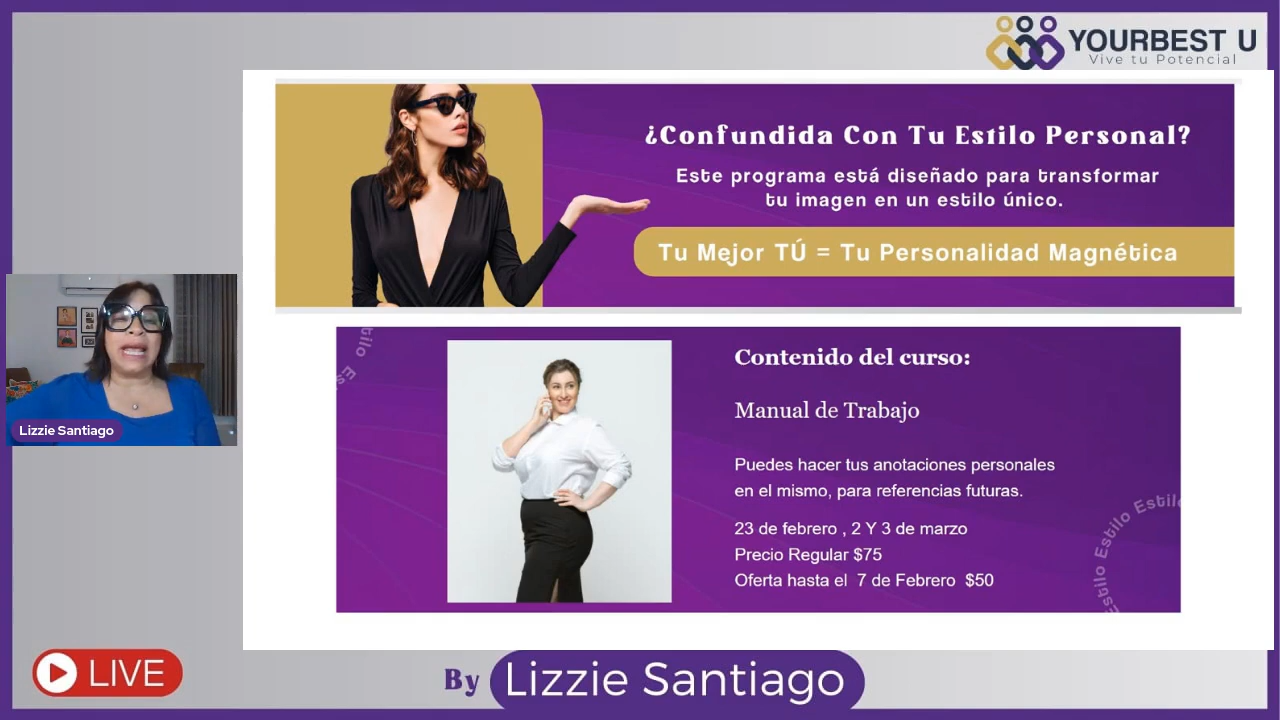 YOURBEST U
Vive tu Potencial
¿Confundida Con Tu Estilo Personal?
Este programa está diseñado para transformar
tu imagen en un estilo único.
Tu Mejor TÚ = Tu Personalidad Magnética
Lizzie Santiago
Contenido del curso:
Manual de Trabajo
Puedes hacer tus anotaciones personales
en el mismo, para referencias futuras.
23 de febrero , 2 Y 3 de marzo
Precio Regular $75
Oferta hasta el 7 de Febrero $50
Estilo Estilo Estilo
LIVE
By Lizzie Santiago